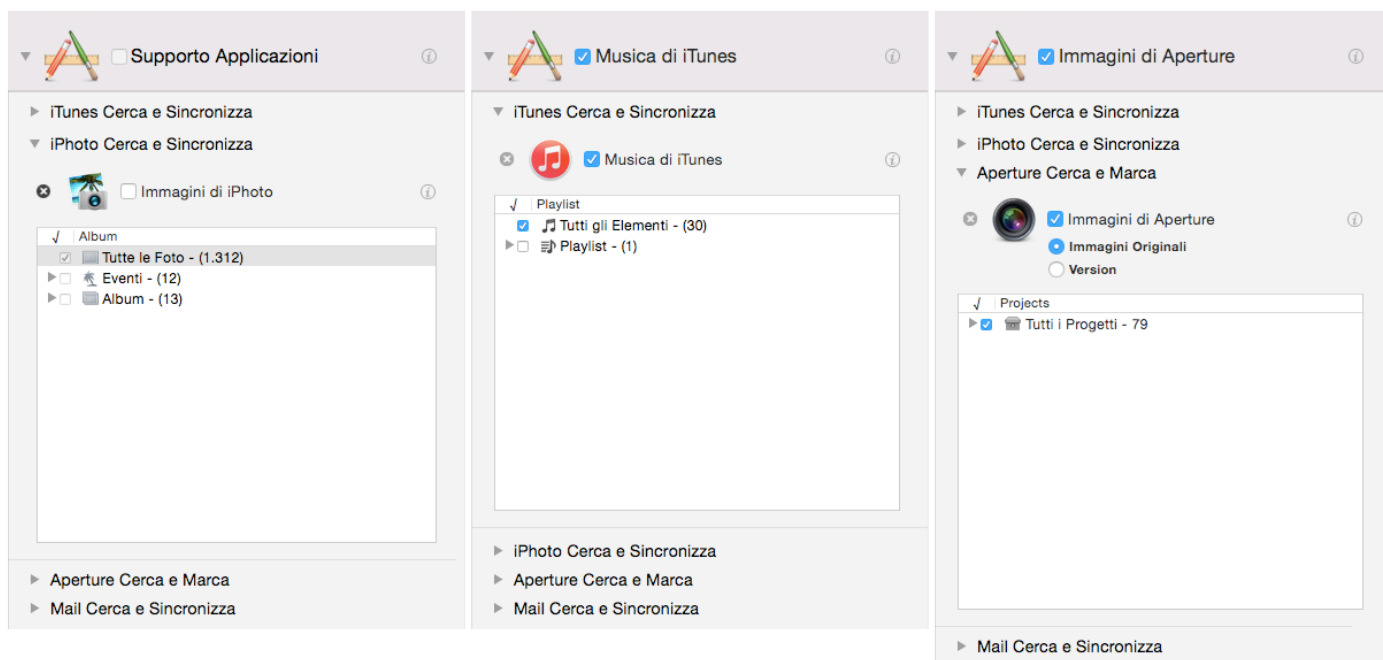 Supporto Applicazioni
iTunes Cerca e Sincronizza
iPhoto Cerca e Sincronizza
Immagini di iPhoto
√ Album
Tutte le Foto - (1.312)
Eventi - (12)
Album - (13)
Aperture Cerca e Marca
Mail Cerca e Sincronizza
Musica di iTunes
iTunes Cerca e Sincronizza
Musica di iTunes
√ Playlist
Tutti gli Elementi - (30)
Playlist - (1)
iPhoto Cerca e Sincronizza
Aperture Cerca e Marca
Mail Cerca e Sincronizza
Immagini di Aperture
iTunes Cerca e Sincronizza
iPhoto Cerca e Sincronizza
Aperture Cerca e Marca
Immagini di Aperture
Immagini Originali
Version
√ Projects
Tutti i Progetti - 79
Mail Cerca e Sincronizza